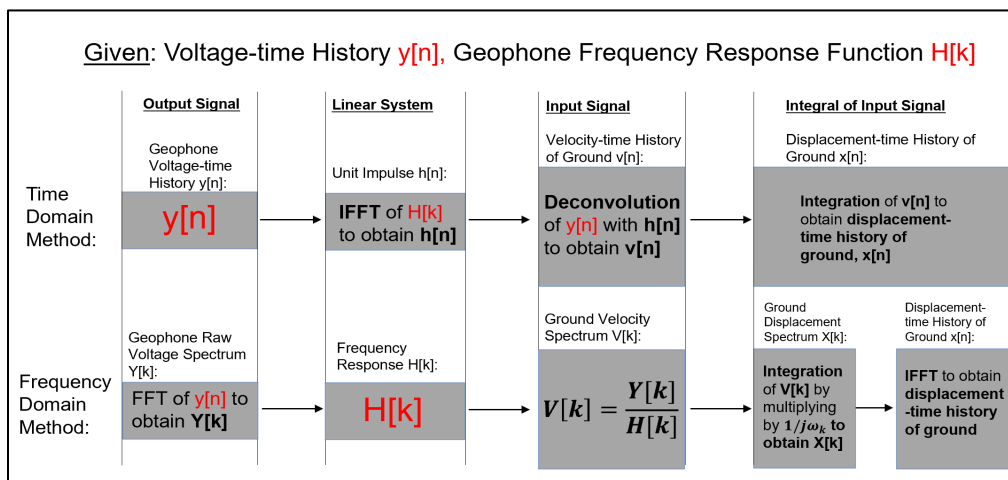 Given: Voltage-time History y[n], Geophone Frequency Response Function H[k]
Output Signal
Linear System
Input Signal
Integral of Input Signal
Time
Domain
Method:
Geophone
Voltage-time
History y[n]:
y[n]
Unit Impulse h[n]:
IFFT of H[k]
to obtain h[n]
Velocity-time History
of Ground v[n]:
Deconvolution
of y[n] with h[n]
to obtain v[n]
Displacement-time History of
Ground x[n]:
Integration of v[n] to
obtain displacement-
time history of
ground, x[n]
Frequency
Domain
Method:
Geophone Raw
Voltage Spectrum
Y[k]:
FFT of y[n] to
obtain Y[k]
Frequency
Response H[k]:
H[k]
Ground Velocity
Spectrum V[k]:
V[k] = Y[k]/H[k]
Ground
Displacement
Spectrum X[k]:
Integration
of V[k] by
multiplying
by 1/jωₖ to
obtain X[k]
Displacement-
time History of
Ground x[n]:
IFFT to obtain
displacement
-time history
of ground